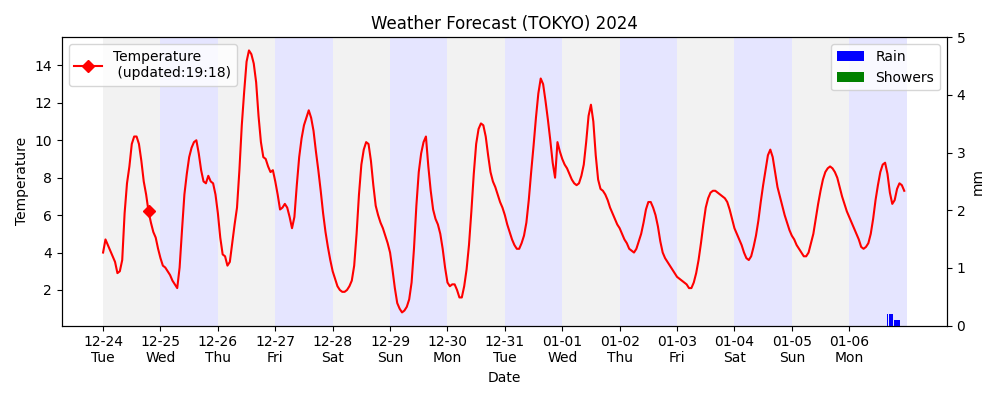 Weather Forecast (TOKYO) 2024
Temperature
(updated:19:18)
Rain
Showers
Temperature
14
12
10
8
6
4
2
5
4
3
2
1
0
mm
12-24 12-25 12-26 12-27 12-28 12-29 12-30 12-31 01-01 01-02 01-03 01-04 01-05 01-06
Tue Wed Thu Fri Sat Sun Mon Tue Wed Thu Fri Sat Sun Mon
Date